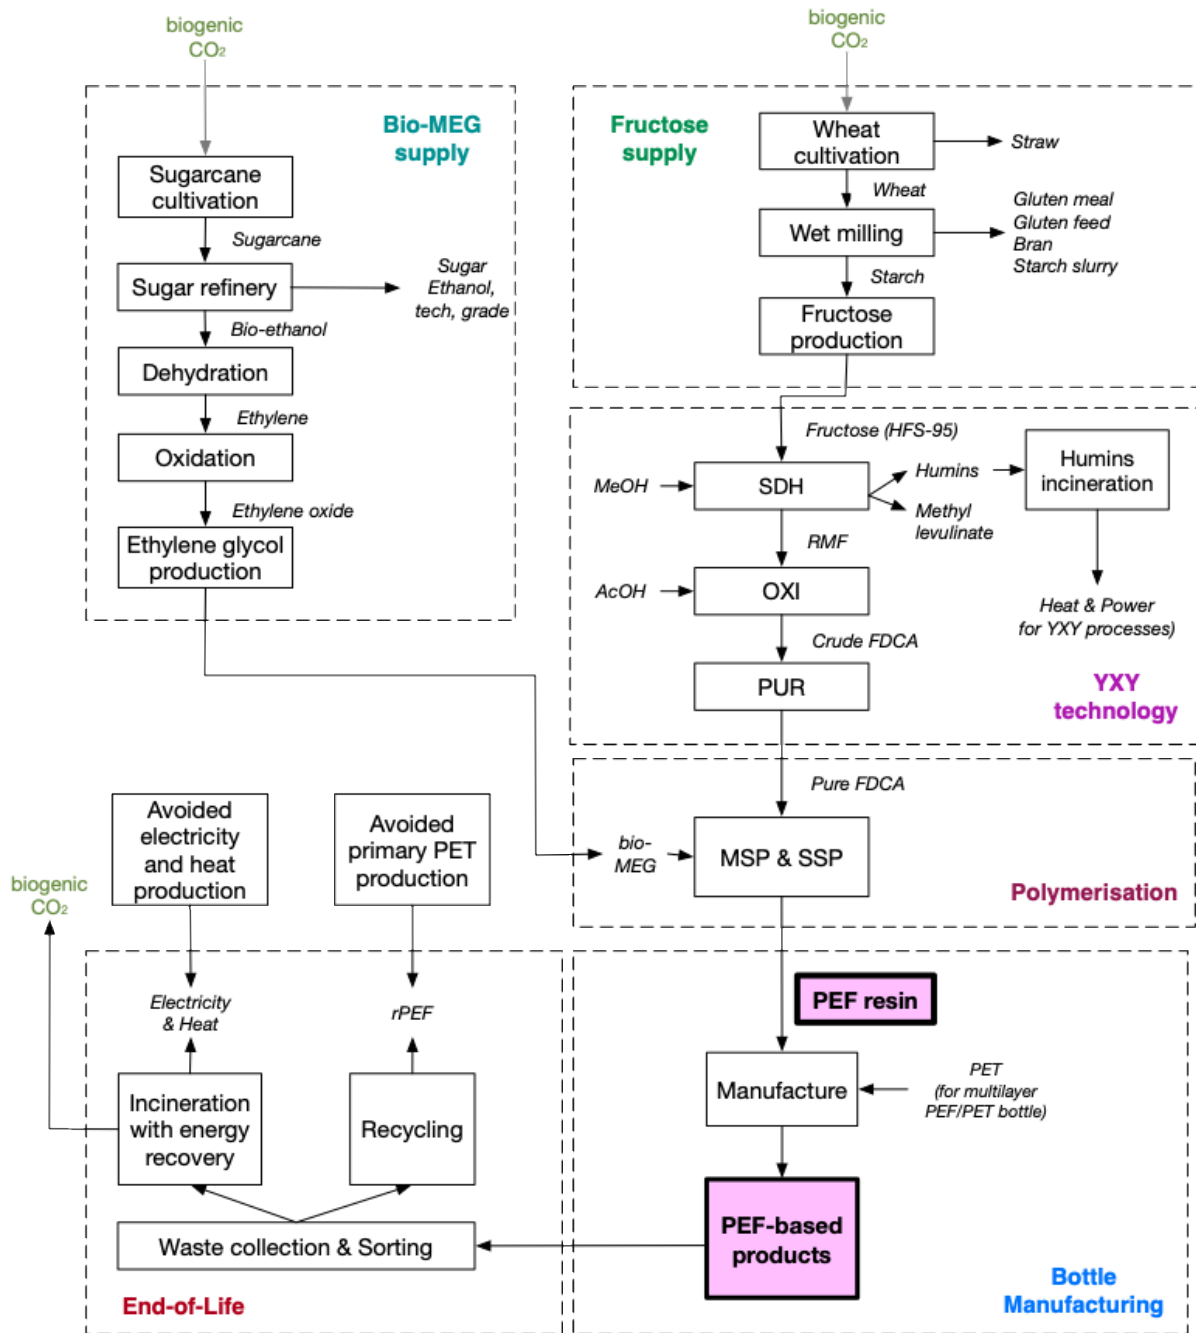 biogenic
CO₂
Bio-MEG
supply
Sugarcane
cultivation
Sugarcane
Sugar refinery
Sugar
Ethanol,
tech, grade
Bio-ethanol
Dehydration
Ethylene
Oxidation
Ethylene oxide
Ethylene glycol
production
biogenic
CO₂
Fructose
supply
Wheat
cultivation
Straw
Wheat
Wet milling
Gluten meal
Gluten feed
Bran
Starch slurry
Starch
Fructose
production
Fructose (HFS-95)
MeOH
SDH
Humins
Methyl
levulinate
Humins
incineration
RMF
AcOH
OXI
Heat & Power
for YXY processes)
Crude FDCA
PUR
YXY
technology
Pure FDCA
bio-
MEG
MSP & SSP
Polymerisation
PEF resin
Manufacture
PET
(for multilayer
PEF/PET bottle)
PEF-based
products
Bottle
Manufacturing
Avoided
electricity
and heat
production
Avoided
primary PET
production
biogenic
CO₂
Electricity
& Heat
rPEF
Incineration
with energy
recovery
Recycling
Waste collection & Sorting
End-of-Life